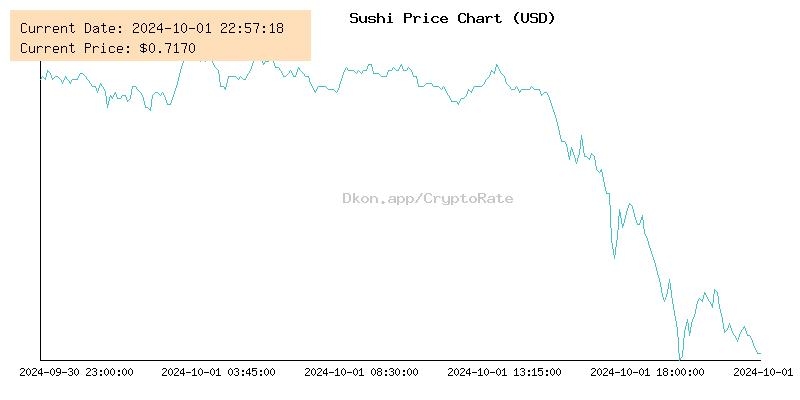 Sushi Price Chart (USD)
Current Date: 2024-10-01 22:57:18
Current Price: $0.7170
Dkon.app/CryptoRate
2024-09-30 23:00:00 2024-10-01 03:45:00 2024-10-01 08:30:00 2024-10-01 13:15:00 2024-10-01 18:00:00 2024-10-01